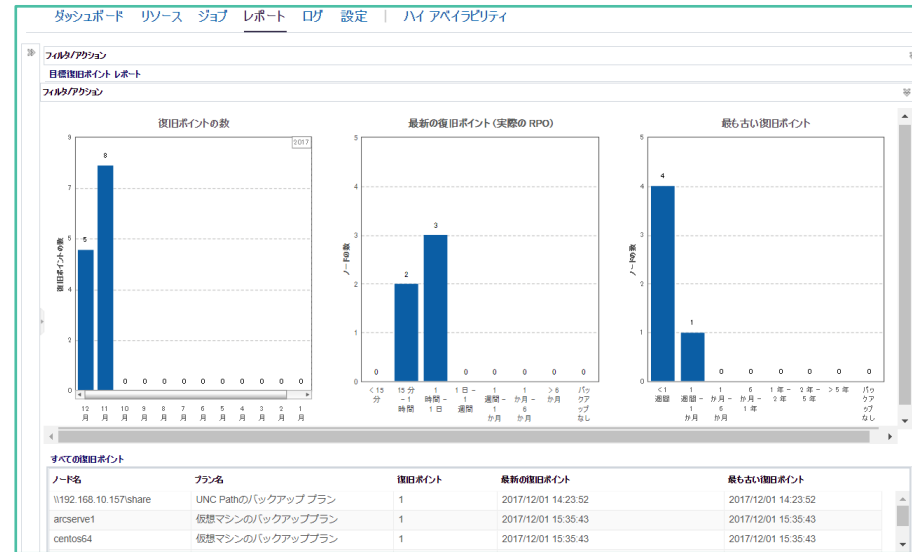 ダッシュボード リソース ジョブ レポート ログ 設定 | ハイ アベイラビリティ
フィルタ/アクション
目標復旧ポイント レポート
フィルタ/アクション
復旧ポイントの数
2017
復旧ポイントの数
9
7
5
4
2
0
5
8
0 0 0 0 0 0 0 0 0 0
12月 11月 10月 9月 8月 7月 6月 5月 4月 3月 2月 1月
最新の復旧ポイント (実際の RPO)
ノードの数
5
4
3
2
1
0
0 2 3 0 0 0 0 0
< 15 分
15 分 - 1 時間
1 時間 - 1 日
1 日 - 1 週間
1 週間 - 1 か月
1 か月 - 6 か月
> 6 か月
バックアップなし
最も古い復旧ポイント
ノードの数
5
4
3
2
1
0
4 1 0 0 0 0 0 0
< 1 週間
1 週間 - 1 か月
1 か月 - 6 か月
6 か月 - 1 年
1 年 - 2 年
2 年 - 5 年
> 5 年
バックアップなし
すべての復旧ポイント
ノード名 プラン名 復旧ポイント 最新の復旧ポイント 最も古い復旧ポイント
\\192.168.10.157\share UNC Pathのバックアップ プラン 1 2017/12/01 14:23:52 2017/12/01 14:23:52
arcserve1 仮想マシンのバックアッププラン 1 2017/12/01 15:35:43 2017/12/01 15:35:43
centos64 仮想マシンのバックアッププラン 1 2017/12/01 15:35:43 2017/12/01 15:35:43